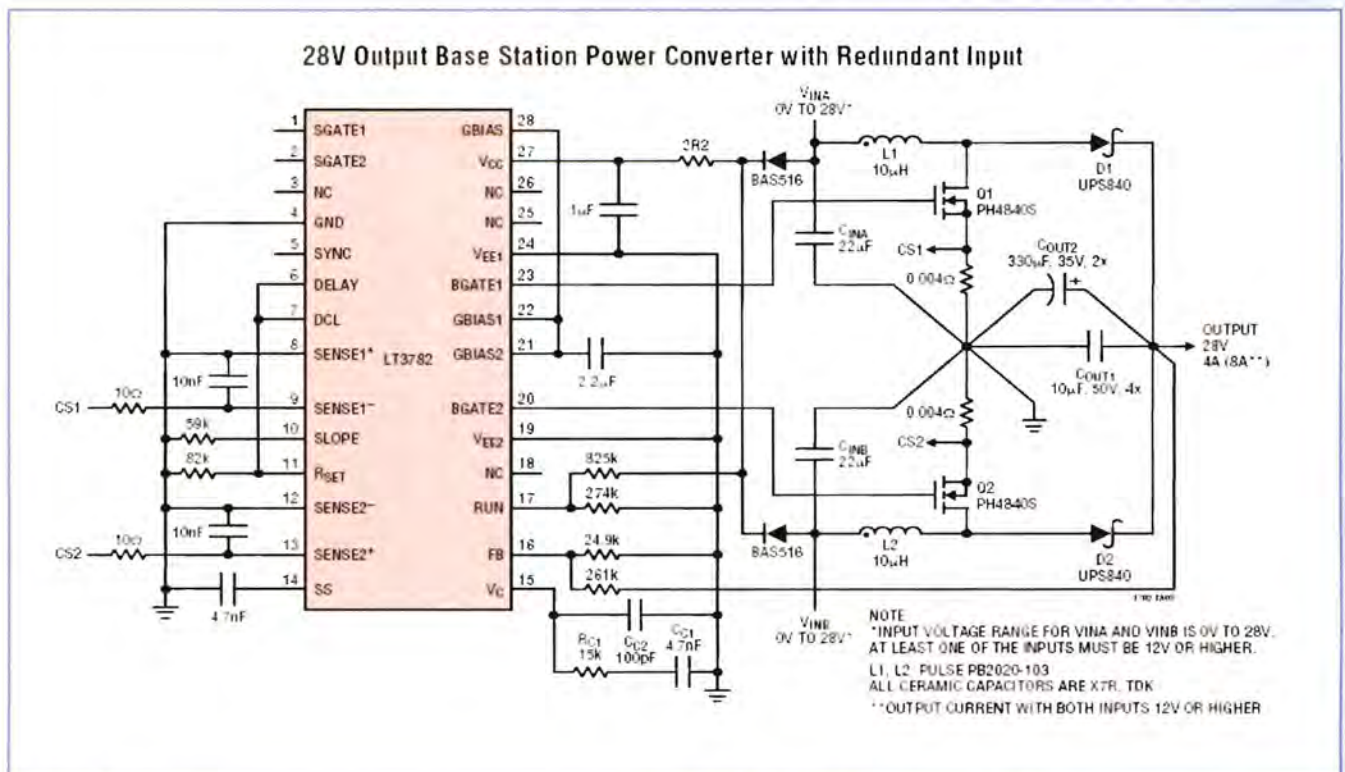 28V Output Base Station Power Converter with Redundant Input
VINA
0V TO 28V*
1 SGATE1
2 SGATE2
3 NC
4 GND
5 SYNC
6 DELAY
7 DCL
8 SENSE1+
9 SENSE1−
10 SLOPE
11 RSET
12 SENSE2−
13 SENSE2+
14 SS
LT3782
GBIAS 28
VCC 27
NC 26
NC 25
VEE1 24
BGATE1 23
GBIAS1 22
GBIAS2 21
BGATE2 20
VEE2 19
NC 18
RUN 17
FB 16
VC 15
CS1
10Ω
10nF
59k
82k
CS2
10Ω
10nF
4.7nF
2R2
1µF
BAS516
2.2µF
825k
274k
24.9k
261k
BAS516
RC1
15k
CC2
100pF
CC1
4.7nF
L1
10µH
D1
UPS840
Q1
PH4840S
CINA
22µF
CS1
0.004Ω
COUT2
330µF, 35V, 2x
OUTPUT
28V
4A (8A**)
COUT1
10µF, 50V, 4x
0.004Ω
CS2
CINB
22µF
Q2
PH4840S
L2
10µH
D2
UPS840
VINB
0V TO 28V*
NOTE
*INPUT VOLTAGE RANGE FOR VINA AND VINB IS 0V TO 28V.
AT LEAST ONE OF THE INPUTS MUST BE 12V OR HIGHER.
L1, L2 PULSE PB2020-103
ALL CERAMIC CAPACITORS ARE X7R, TDK
**OUTPUT CURRENT WITH BOTH INPUTS 12V OR HIGHER